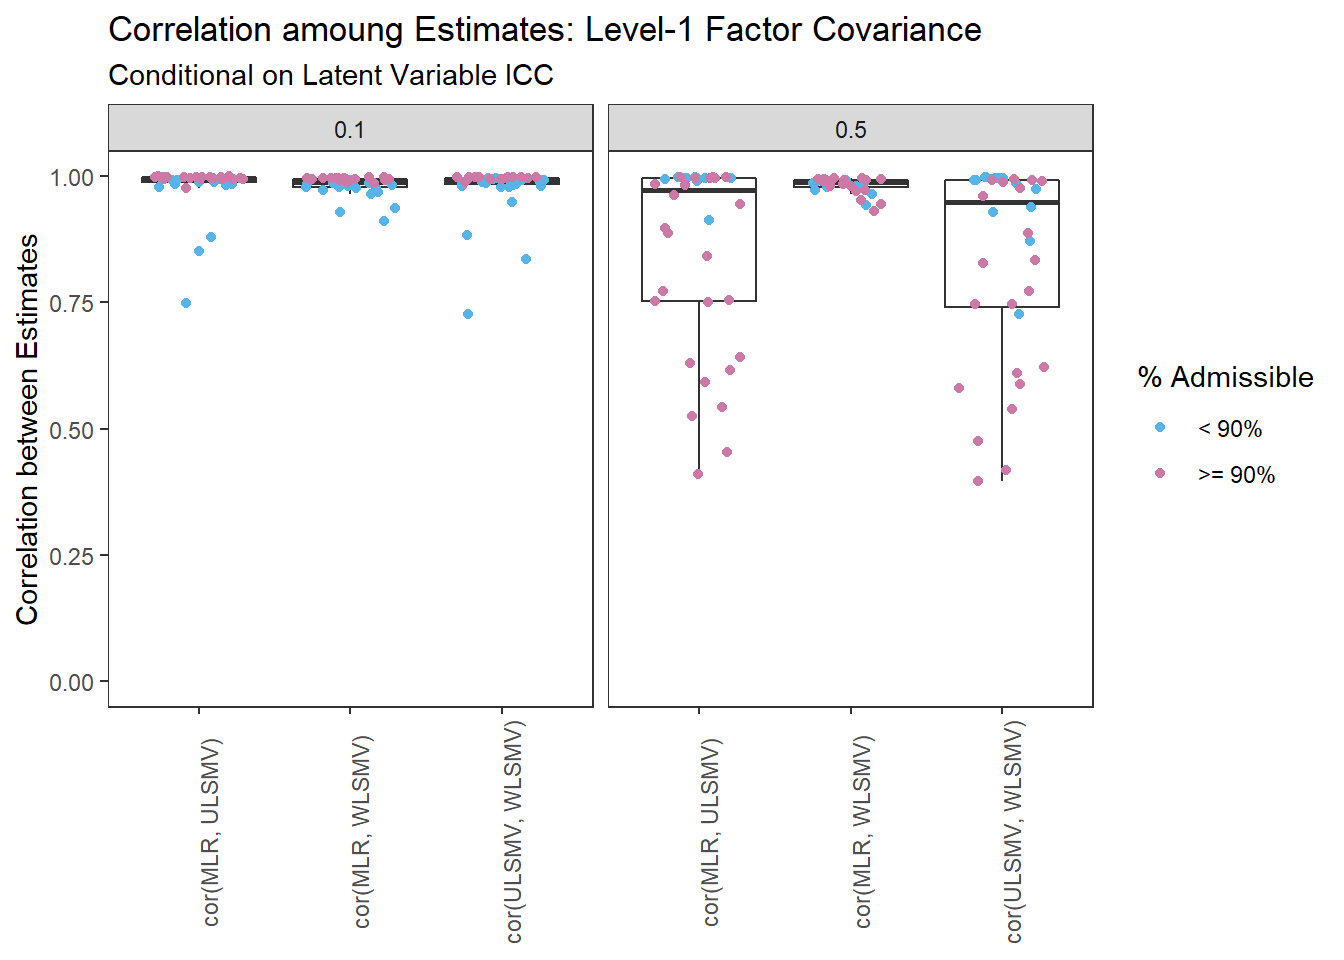 Correlation amoung Estimates: Level-1 Factor Covariance
Conditional on Latent Variable ICC
0.1
0.5
1.00
0.75
0.50
0.25
0.00
Correlation between Estimates
cor(MLR, ULSMV)
cor(MLR, WLSMV)
cor(ULSMV, WLSMV)
cor(MLR, ULSMV)
cor(MLR, WLSMV)
cor(ULSMV, WLSMV)
% Admissible
< 90%
>= 90%